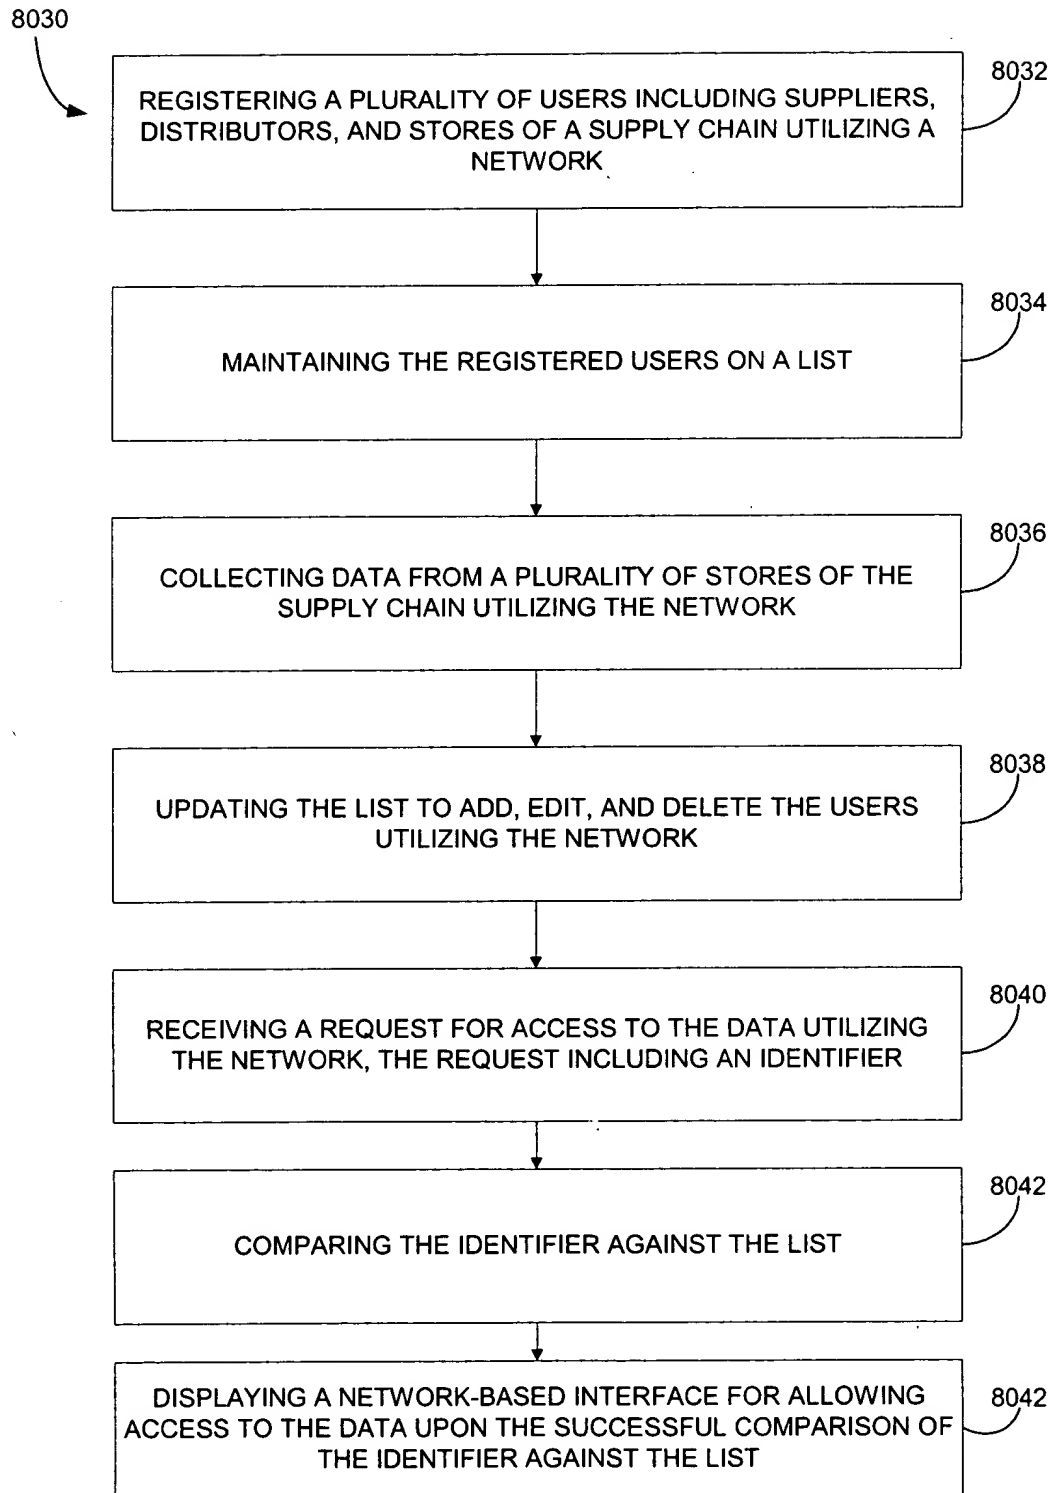 8030
8032
REGISTERING A PLURALITY OF USERS INCLUDING SUPPLIERS,
DISTRIBUTORS, AND STORES OF A SUPPLY CHAIN UTILIZING A
NETWORK
8034
MAINTAINING THE REGISTERED USERS ON A LIST
8036
COLLECTING DATA FROM A PLURALITY OF STORES OF THE
SUPPLY CHAIN UTILIZING THE NETWORK
8038
UPDATING THE LIST TO ADD, EDIT, AND DELETE THE USERS
UTILIZING THE NETWORK
8040
RECEIVING A REQUEST FOR ACCESS TO THE DATA UTILIZING
THE NETWORK, THE REQUEST INCLUDING AN IDENTIFIER
8042
COMPARING THE IDENTIFIER AGAINST THE LIST
8042
DISPLAYING A NETWORK-BASED INTERFACE FOR ALLOWING
ACCESS TO THE DATA UPON THE SUCCESSFUL COMPARISON OF
THE IDENTIFIER AGAINST THE LIST